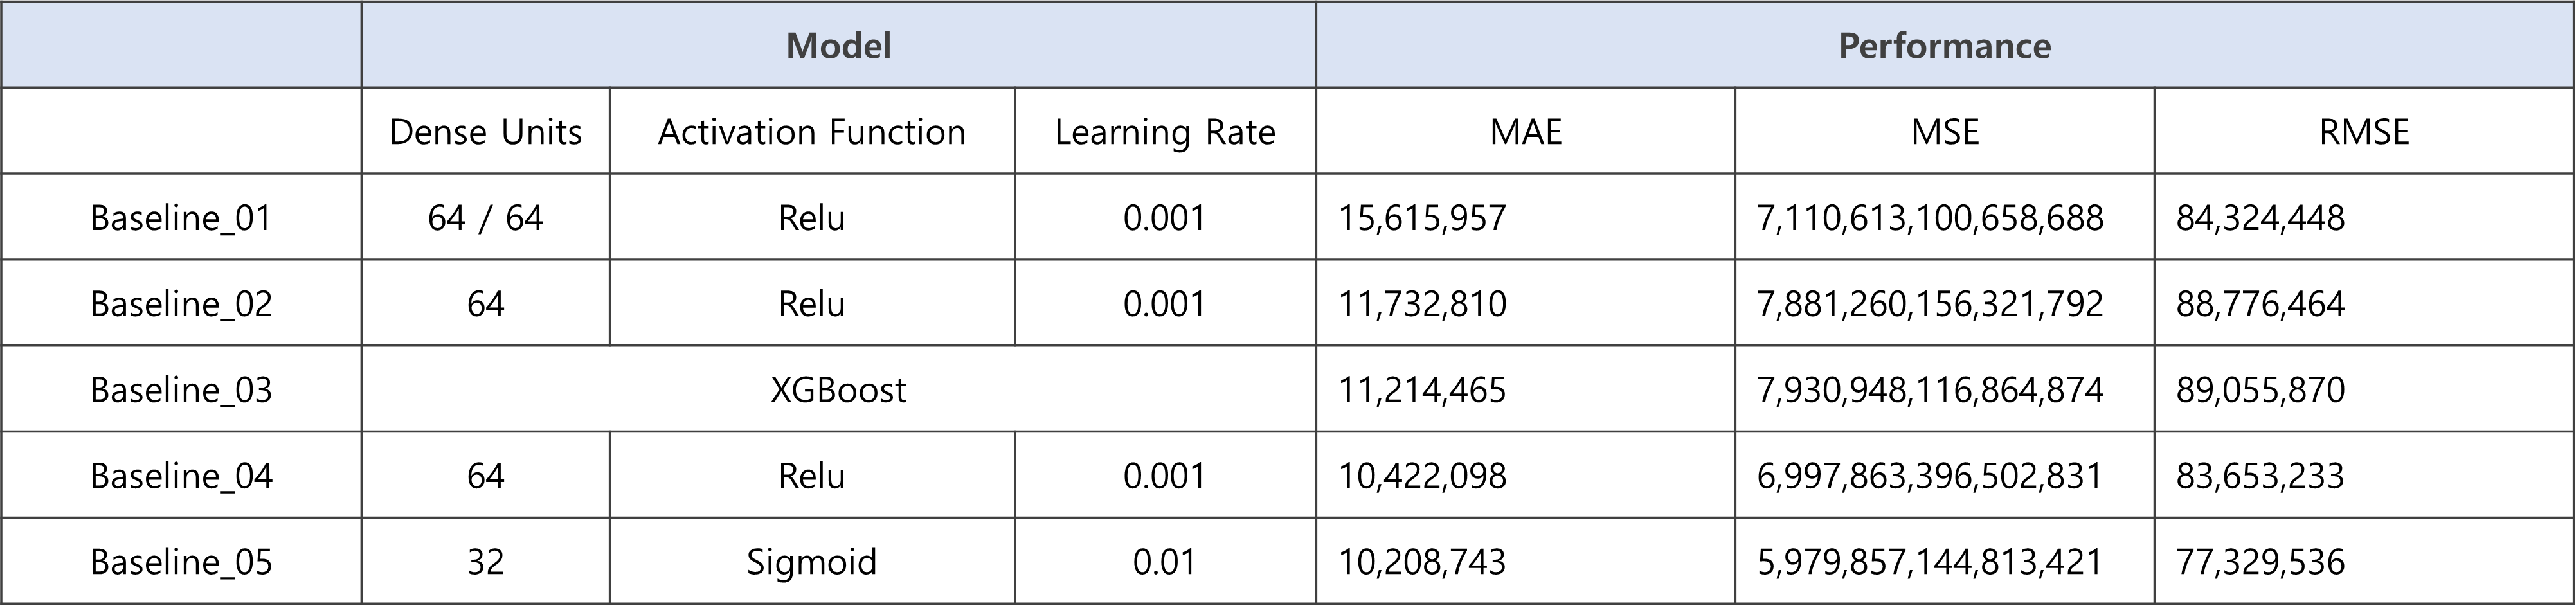 Model Performance
Dense Units Activation Function Learning Rate MAE MSE RMSE
Baseline_01 64 / 64 Relu 0.001 15,615,957 7,110,613,100,658,688 84,324,448
Baseline_02 64 Relu 0.001 11,732,810 7,881,260,156,321,792 88,776,464
Baseline_03 XGBoost 11,214,465 7,930,948,116,864,874 89,055,870
Baseline_04 64 Relu 0.001 10,422,098 6,997,863,396,502,831 83,653,233
Baseline_05 32 Sigmoid 0.01 10,208,743 5,979,857,144,813,421 77,329,536